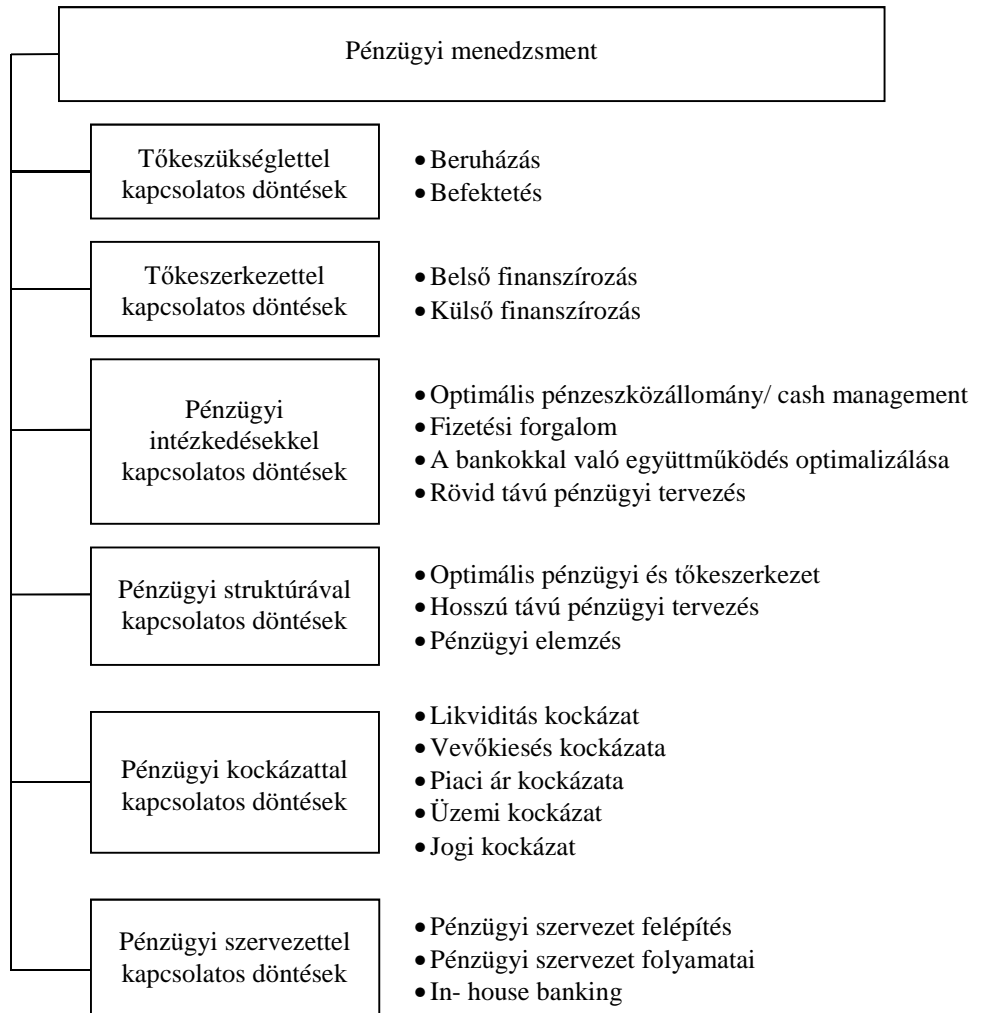 Pénzügyi menedzsment
Tőkeszükséglettel
kapcsolatos döntések
• Beruházás
• Befektetés
Tőkeszerkezettel
kapcsolatos döntések
• Belső finanszírozás
• Külső finanszírozás
Pénzügyi
intézkedésekkel
kapcsolatos döntések
• Optimális pénzeszközállomány/ cash management
• Fizetési forgalom
• A bankokkal való együttműködés optimalizálása
• Rövid távú pénzügyi tervezés
Pénzügyi struktúrával
kapcsolatos döntések
• Optimális pénzügyi és tőkeszerkezet
• Hosszú távú pénzügyi tervezés
• Pénzügyi elemzés
Pénzügyi kockázattal
kapcsolatos döntések
• Likviditás kockázat
• Vevőkiesés kockázata
• Piaci ár kockázata
• Üzemi kockázat
• Jogi kockázat
Pénzügyi szervezettel
kapcsolatos döntések
• Pénzügyi szervezet felépítés
• Pénzügyi szervezet folyamatai
• In- house banking